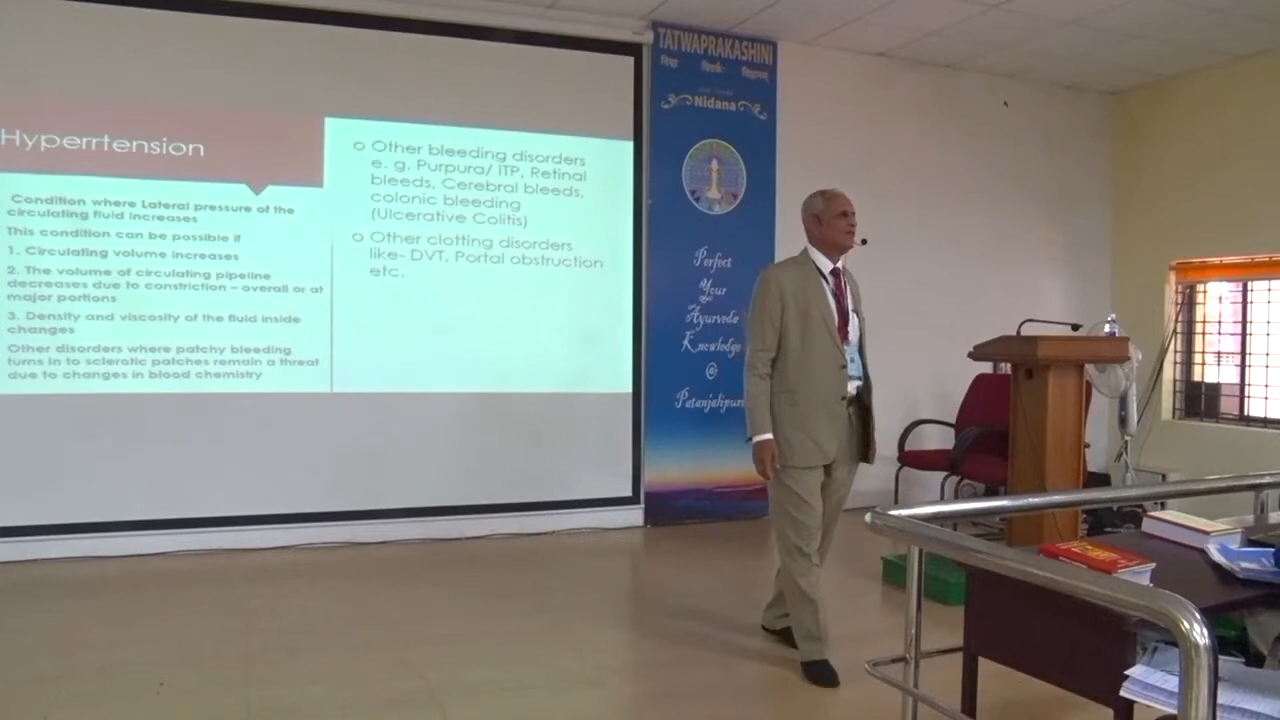 Hyperrtension
Condition where Lateral pressure of the
circulating fluid increases
This condition can be possible if
1. Circulating volume increases
2. The volume of circulating pipeline
decreases due to constriction – overall or at
major portions
3. Density and viscosity of the fluid inside
changes
Other disorders where patchy bleeding
turns in to sclerotic patches remain a threat
due to changes in blood chemistry
Other bleeding disorders
e. g. Purpura/ ITP, Retinal
bleeds, Cerebral bleeds,
colonic bleeding
(Ulcerative Colitis)
Other clotting disorders
like- DVT, Portal obstruction
etc.
TATWAPRAKASHINI
विद्या वितर्कः विज्ञानम्
Nidana
Perfect
Your
Ayurveda
Knowledge
@
Patanjalipuri